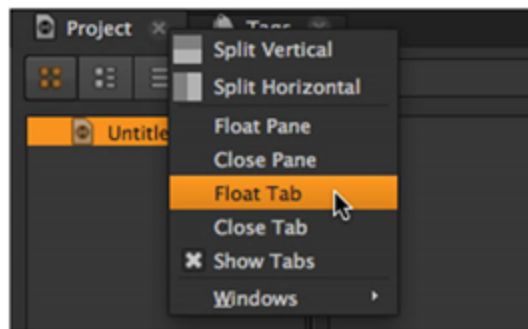 Project
Tags
Split Vertical
Split Horizontal
Float Pane
Close Pane
Untitle
Float Tab
Close Tab
Show Tabs
Windows